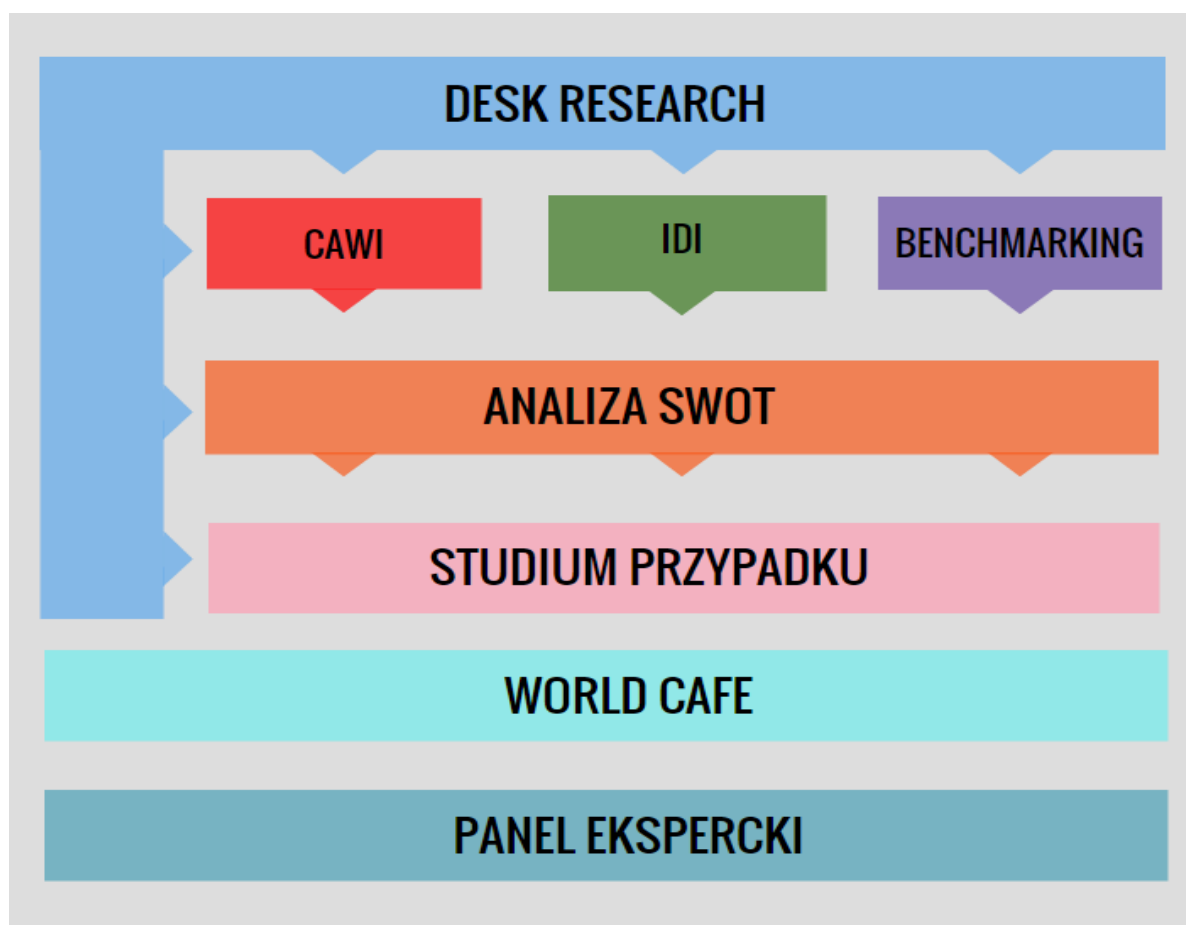 DESK RESEARCH
CAWI
IDI
BENCHMARKING
ANALIZA SWOT
STUDIUM PRZYPADKU
WORLD CAFE
PANEL EKSPERCKI